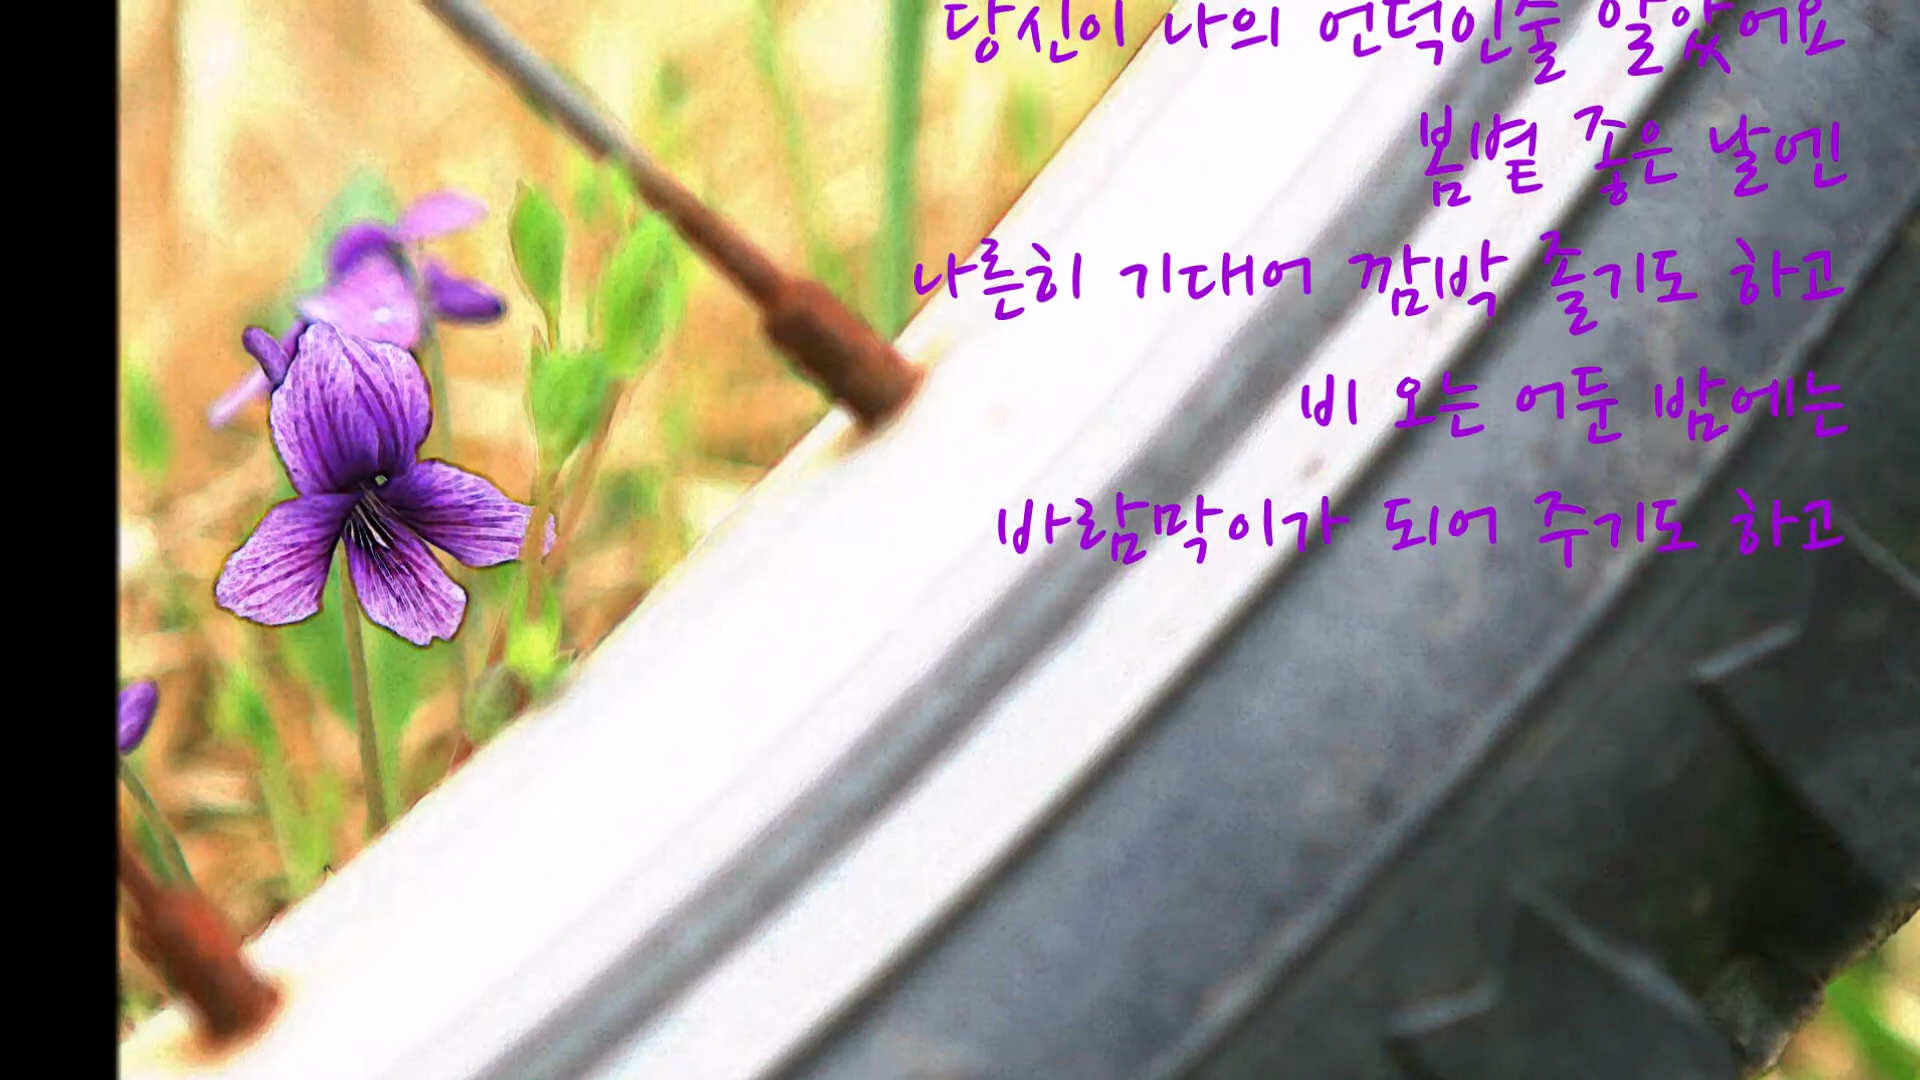 당신이 나의 언덕인줄 알았어요
봄볕 좋은 날엔
나른히 기대어 깜박 졸기도 하고
비 오는 어둔 밤에는
바람막이가 되어 주기도 하고